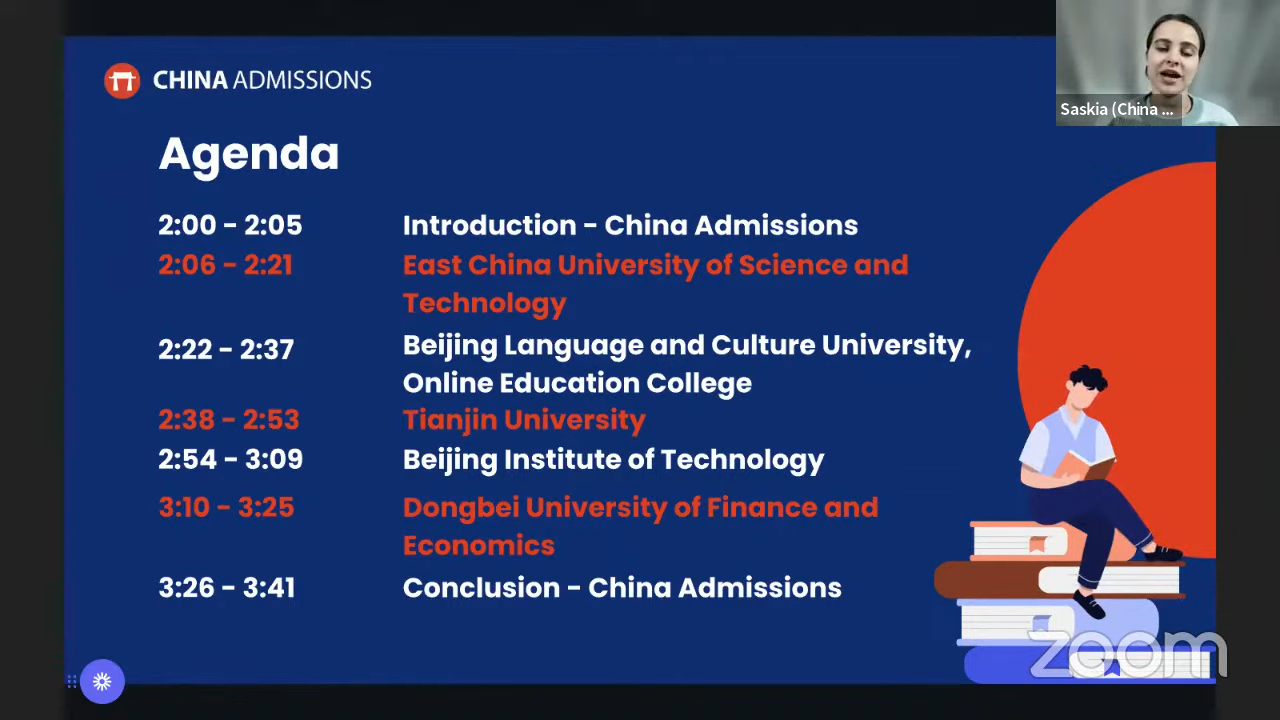 CHINA ADMISSIONS
Saskia (China ...
Agenda
2:00 - 2:05 Introduction - China Admissions
2:06 - 2:21 East China University of Science and
Technology
2:22 - 2:37 Beijing Language and Culture University,
Online Education College
2:38 - 2:53 Tianjin University
2:54 - 3:09 Beijing Institute of Technology
3:10 - 3:25 Dongbei University of Finance and
Economics
3:26 - 3:41 Conclusion - China Admissions
zoom